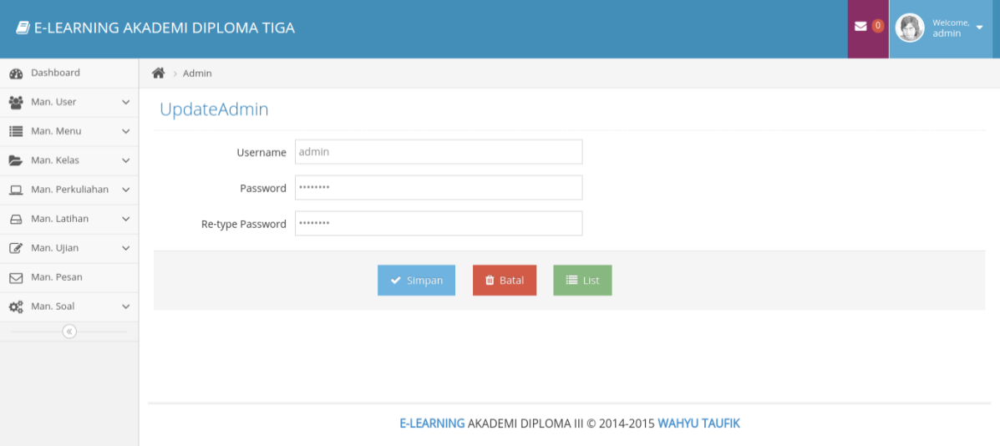 E-LEARNING AKADEMI DIPLOMA TIGA
0
Welcome,
admin
Dashboard
Man. User
Man. Menu
Man. Kelas
Man. Perkuliahan
Man. Latihan
Man. Ujian
Man. Pesan
Man. Soal
Admin
UpdateAdmin
Username admin
Password ••••••••
Re-type Password ••••••••
Simpan Batal List
E-LEARNING AKADEMI DIPLOMA III © 2014-2015 WAHYU TAUFIK